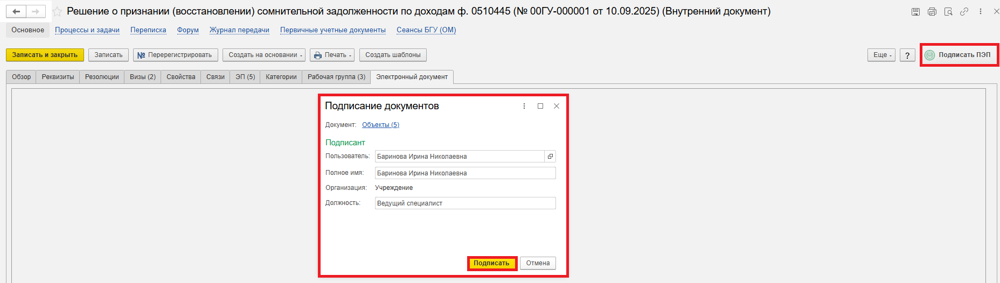 Решение о признании (восстановлении) сомнительной задолженности по доходам ф. 0510445 (№ 00ГУ-000001 от 10.09.2025) (Внутренний документ)
Основное Процессы и задачи Переписка Форум Журнал передачи Первичные учетные документы Сеансы БГУ (ОМ)
Записать и закрыть Записать № Перерегистрировать Создать на основании Печать Создать шаблоны Еще ? Подписать ПЭП
Обзор Реквизиты Резолюции Визы (2) Свойства Связи ЭП (5) Категории Рабочая группа (3) Электронный документ
Подписание документов
Документ: Объекты (5)
Подписант
Пользователь: Баринова Ирина Николаевна
Полное имя: Баринова Ирина Николаевна
Организация: Учреждение
Должность: Ведущий специалист
Подписать Отмена